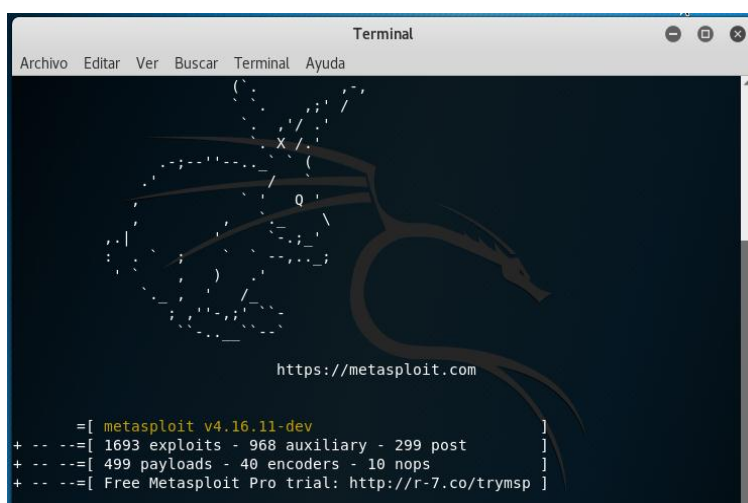 Terminal
Archivo Editar Ver Buscar Terminal Ayuda
https://metasploit.com
=[ metasploit v4.16.11-dev ]
+ -- --=[ 1693 exploits - 968 auxiliary - 299 post ]
+ -- --=[ 499 payloads - 40 encoders - 10 nops ]
+ -- --=[ Free Metasploit Pro trial: http://r-7.co/trymsp ]